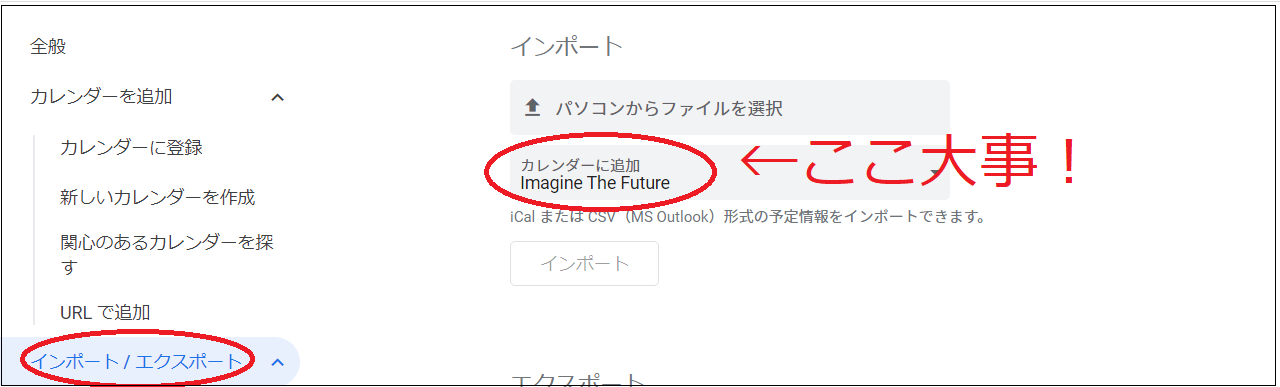 全般
カレンダーを追加
カレンダーに登録
新しいカレンダーを作成
関心のあるカレンダーを探
す
URL で追加
インポート / エクスポート
インポート
パソコンからファイルを選択
カレンダーに追加
Imagine The Future
←ここ大事！
iCal または CSV（MS Outlook）形式の予定情報をインポートできます。
インポート
エクスポート